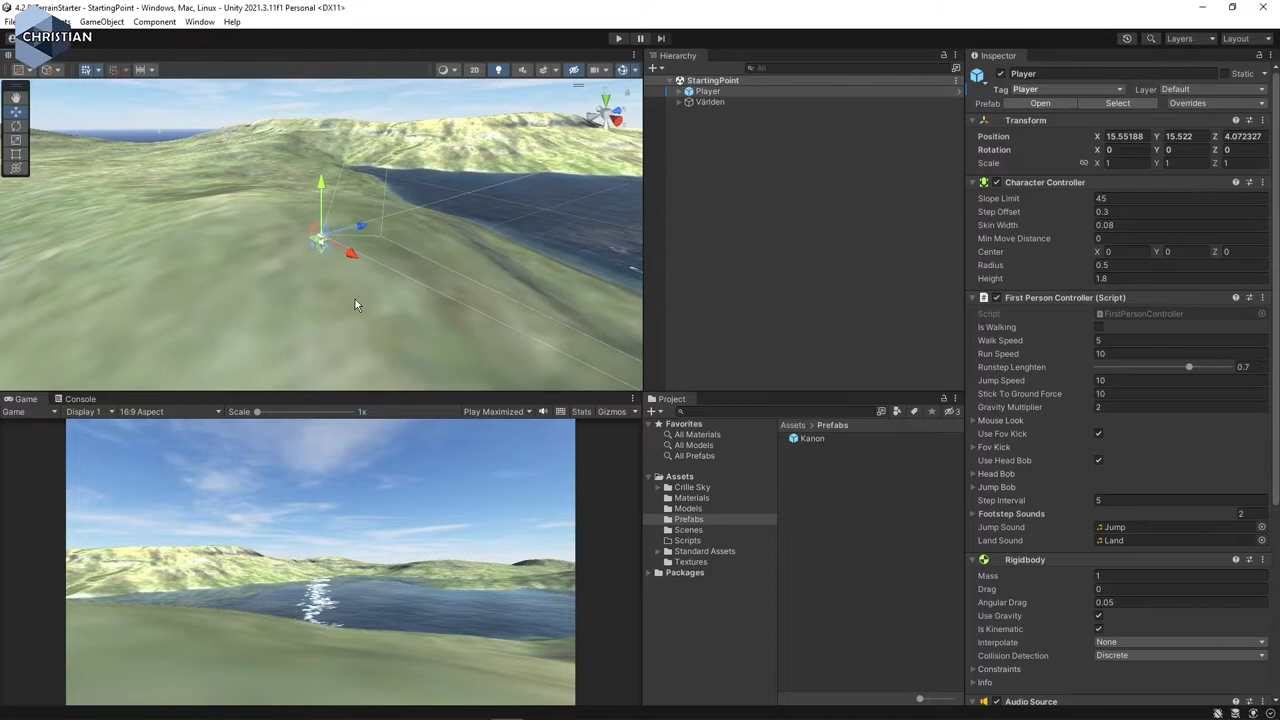 4.2.0 TerrainStarter - StartingPoint - Windows, Mac, Linux - Unity 2021.3.11f1 Personal <DX11>
GameObject Component Window Help
CHRISTIAN
Layers Layout
2D
Hierarchy
All
StartingPoint
Player
Världen
Inspector
Player Static
Tag Player Layer Default
Prefab Open Select Overrides
Transform
Position X 15.55188 Y 15.522 Z 4.072327
Rotation X 0 Y 0 Z 0
Scale X 1 Y 1 Z 1
Character Controller
Slope Limit 45
Step Offset 0.3
Skin Width 0.08
Min Move Distance 0
Center X 0 Y 0 Z 0
Radius 0.5
Height 1.8
First Person Controller (Script)
Script FirstPersonController
Is Walking
Walk Speed 5
Run Speed 10
Runstep Lenghten 0.7
Jump Speed 10
Stick To Ground Force 10
Gravity Multiplier 2
Mouse Look
Use Fov Kick
Fov Kick
Use Head Bob
Head Bob
Jump Bob
Step Interval 5
Footstep Sounds 2
Jump Sound Jump
Land Sound Land
Rigidbody
Mass 1
Drag 0
Angular Drag 0.05
Use Gravity
Is Kinematic
Interpolate None
Collision Detection Discrete
Constraints
Info
Audio Source
Game Console
Game Display 1 16:9 Aspect Scale 1x Play Maximized Stats Gizmos
Project
3
Favorites
All Materials
All Models
All Prefabs
Assets
Crille Sky
Materials
Models
Prefabs
Scenes
Scripts
Standard Assets
Textures
Packages
Assets > Prefabs
Kanon